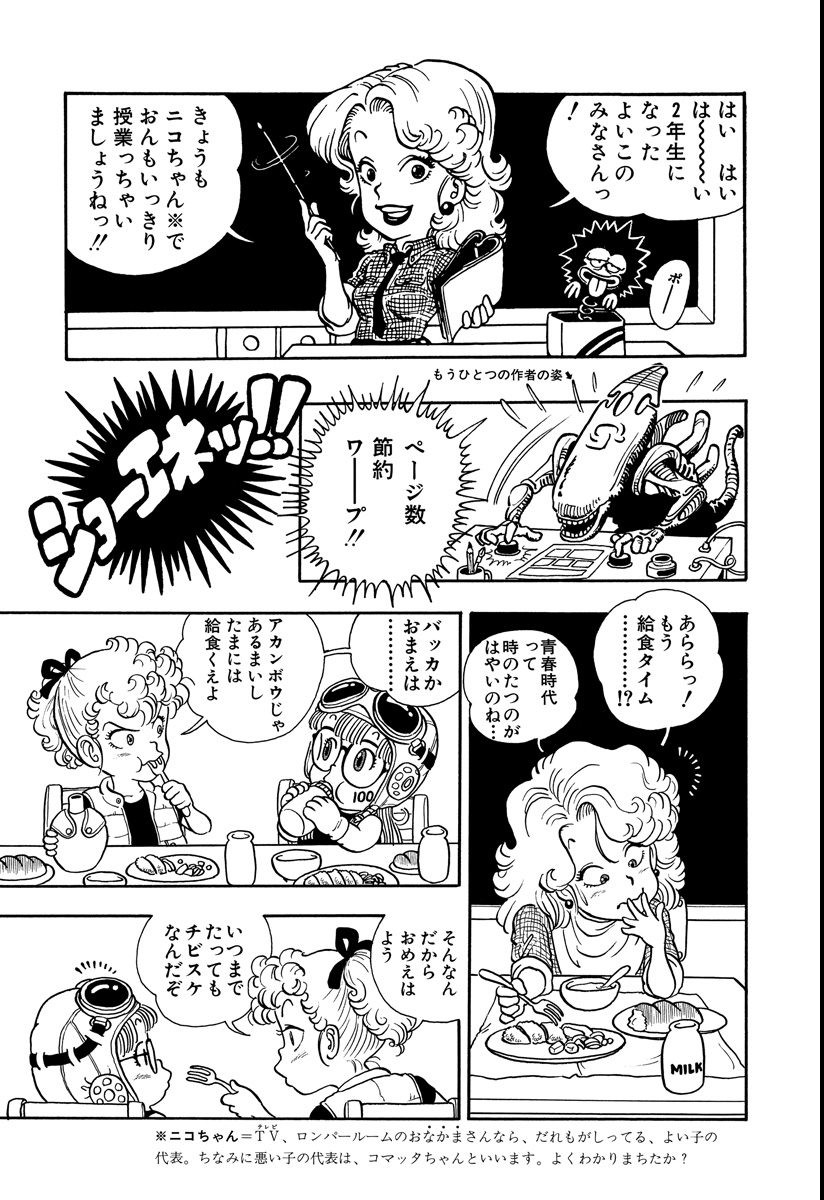 はい　はい
は〜〜〜〜い
2年生に
なった
よいこの
みなさんっ
！
きょうも
ニコちゃん※で
おんもいっきり
授業っちゃい
ましょうねっ!!
ポーー
もうひとつの作者の姿
ページ数
節約
ワーープ!!
ショーエネッ!!
あららっ！
もう
給食タイム
…………!?
青春時代
って
時のたつのが
はやいのね…
バッカか
おまえは
…………
アカンボウじゃ
あるまいし
たまには
給食くえよ
100
MILK
そんなん
だから
おめえは
よう
いつまで
たっても
チビスケ
なんだぞ
※ニコちゃん＝TV、ロンパールームのおなかまさんなら、だれもがしってる、よい子の
テレビ
代表。ちなみに悪い子の代表は、コマッタちゃんといいます。よくわかりまちたか？